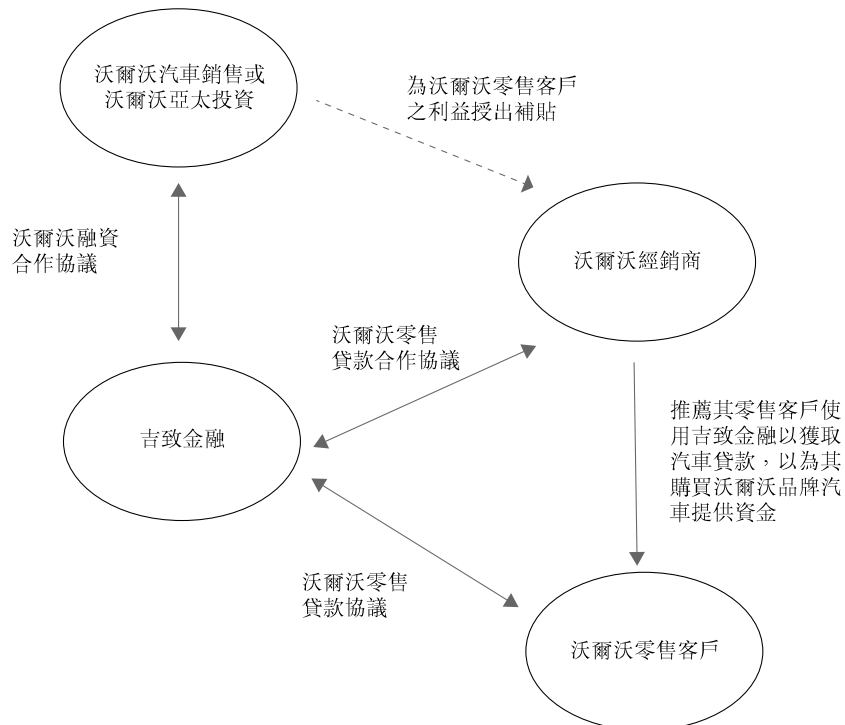 沃爾沃汽車銷售或
沃爾沃亞太投資
為沃爾沃零售客戶
之利益授出補貼
沃爾沃融資
合作協議
沃爾沃經銷商
沃爾沃零售
貸款合作協議
吉致金融
推薦其零售客戶使
用吉致金融以獲取
汽車貸款，以為其
購買沃爾沃品牌汽
車提供資金
沃爾沃零售
貸款協議
沃爾沃零售客戶